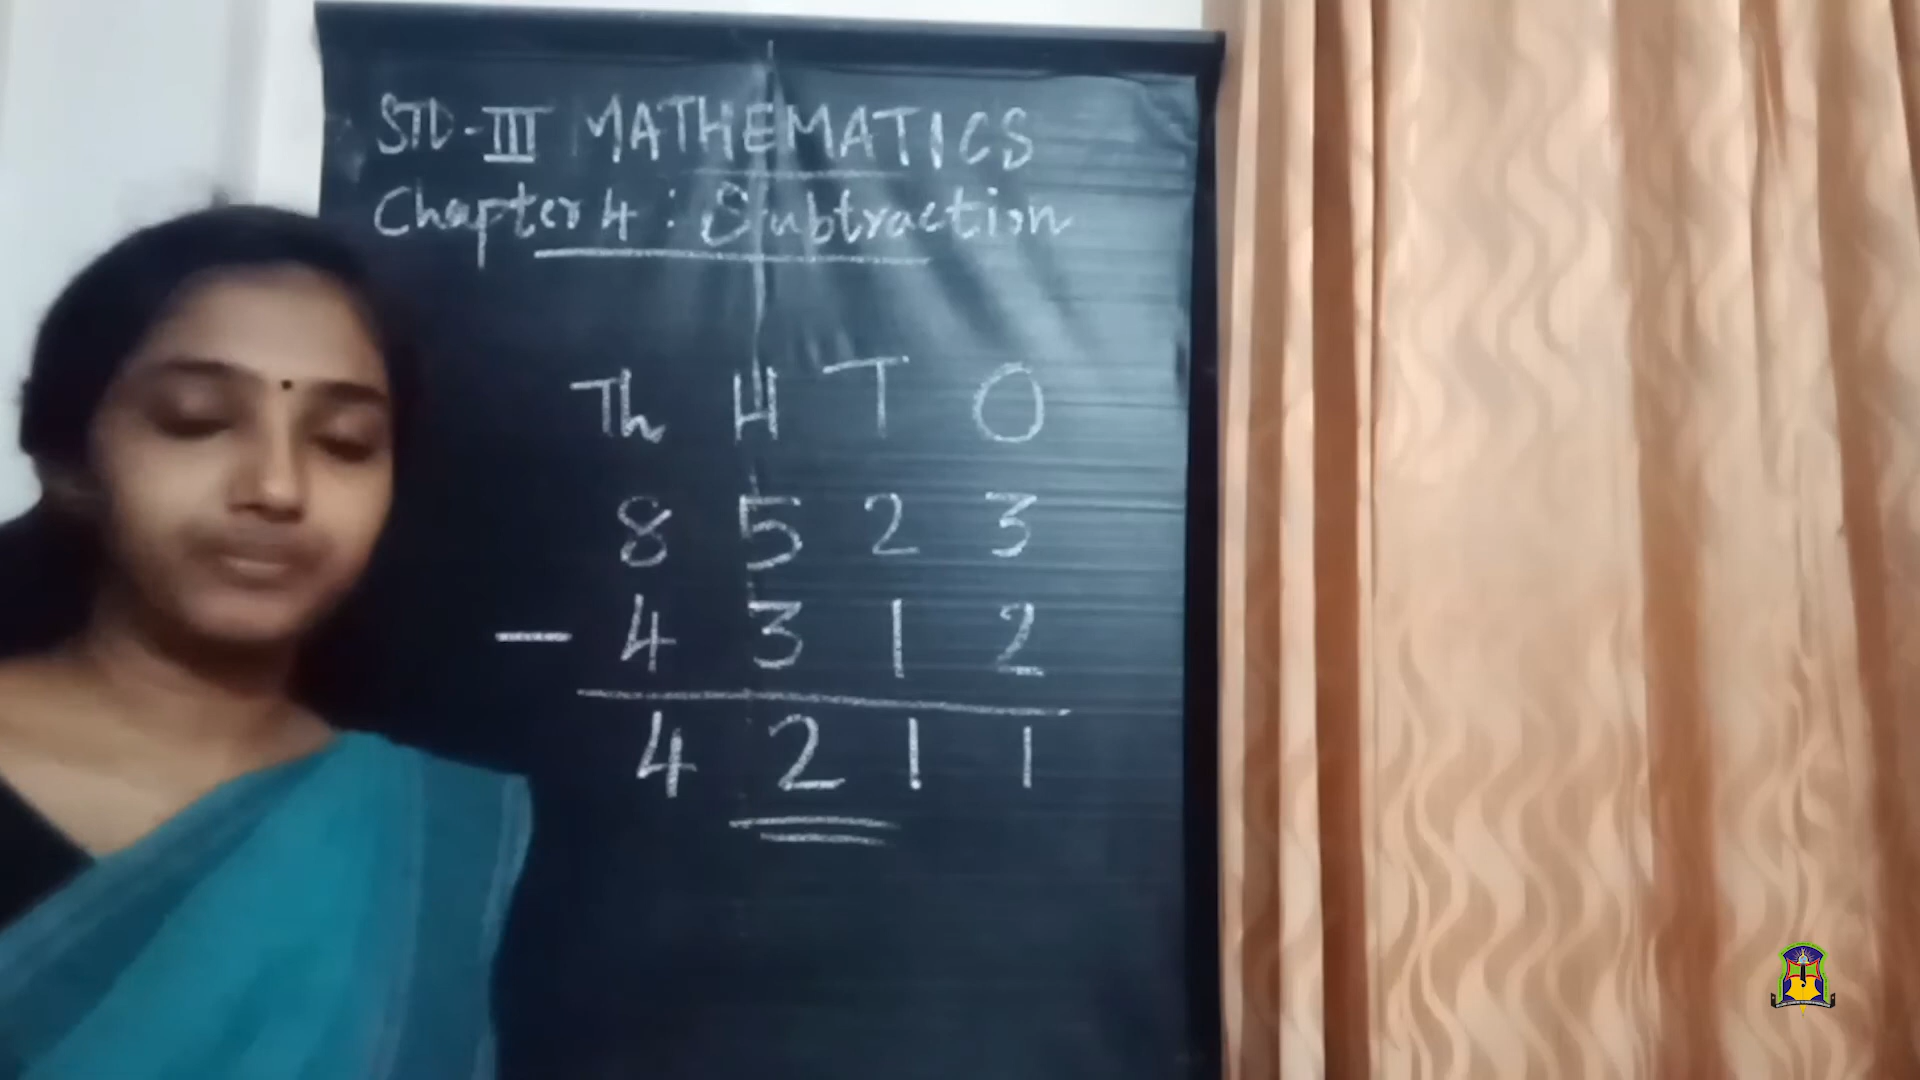 STD-III MATHEMATICS
Chapter 4 : Subtraction
Th H T O
8 5 2 3
- 4 3 1 2
4 2 1 1